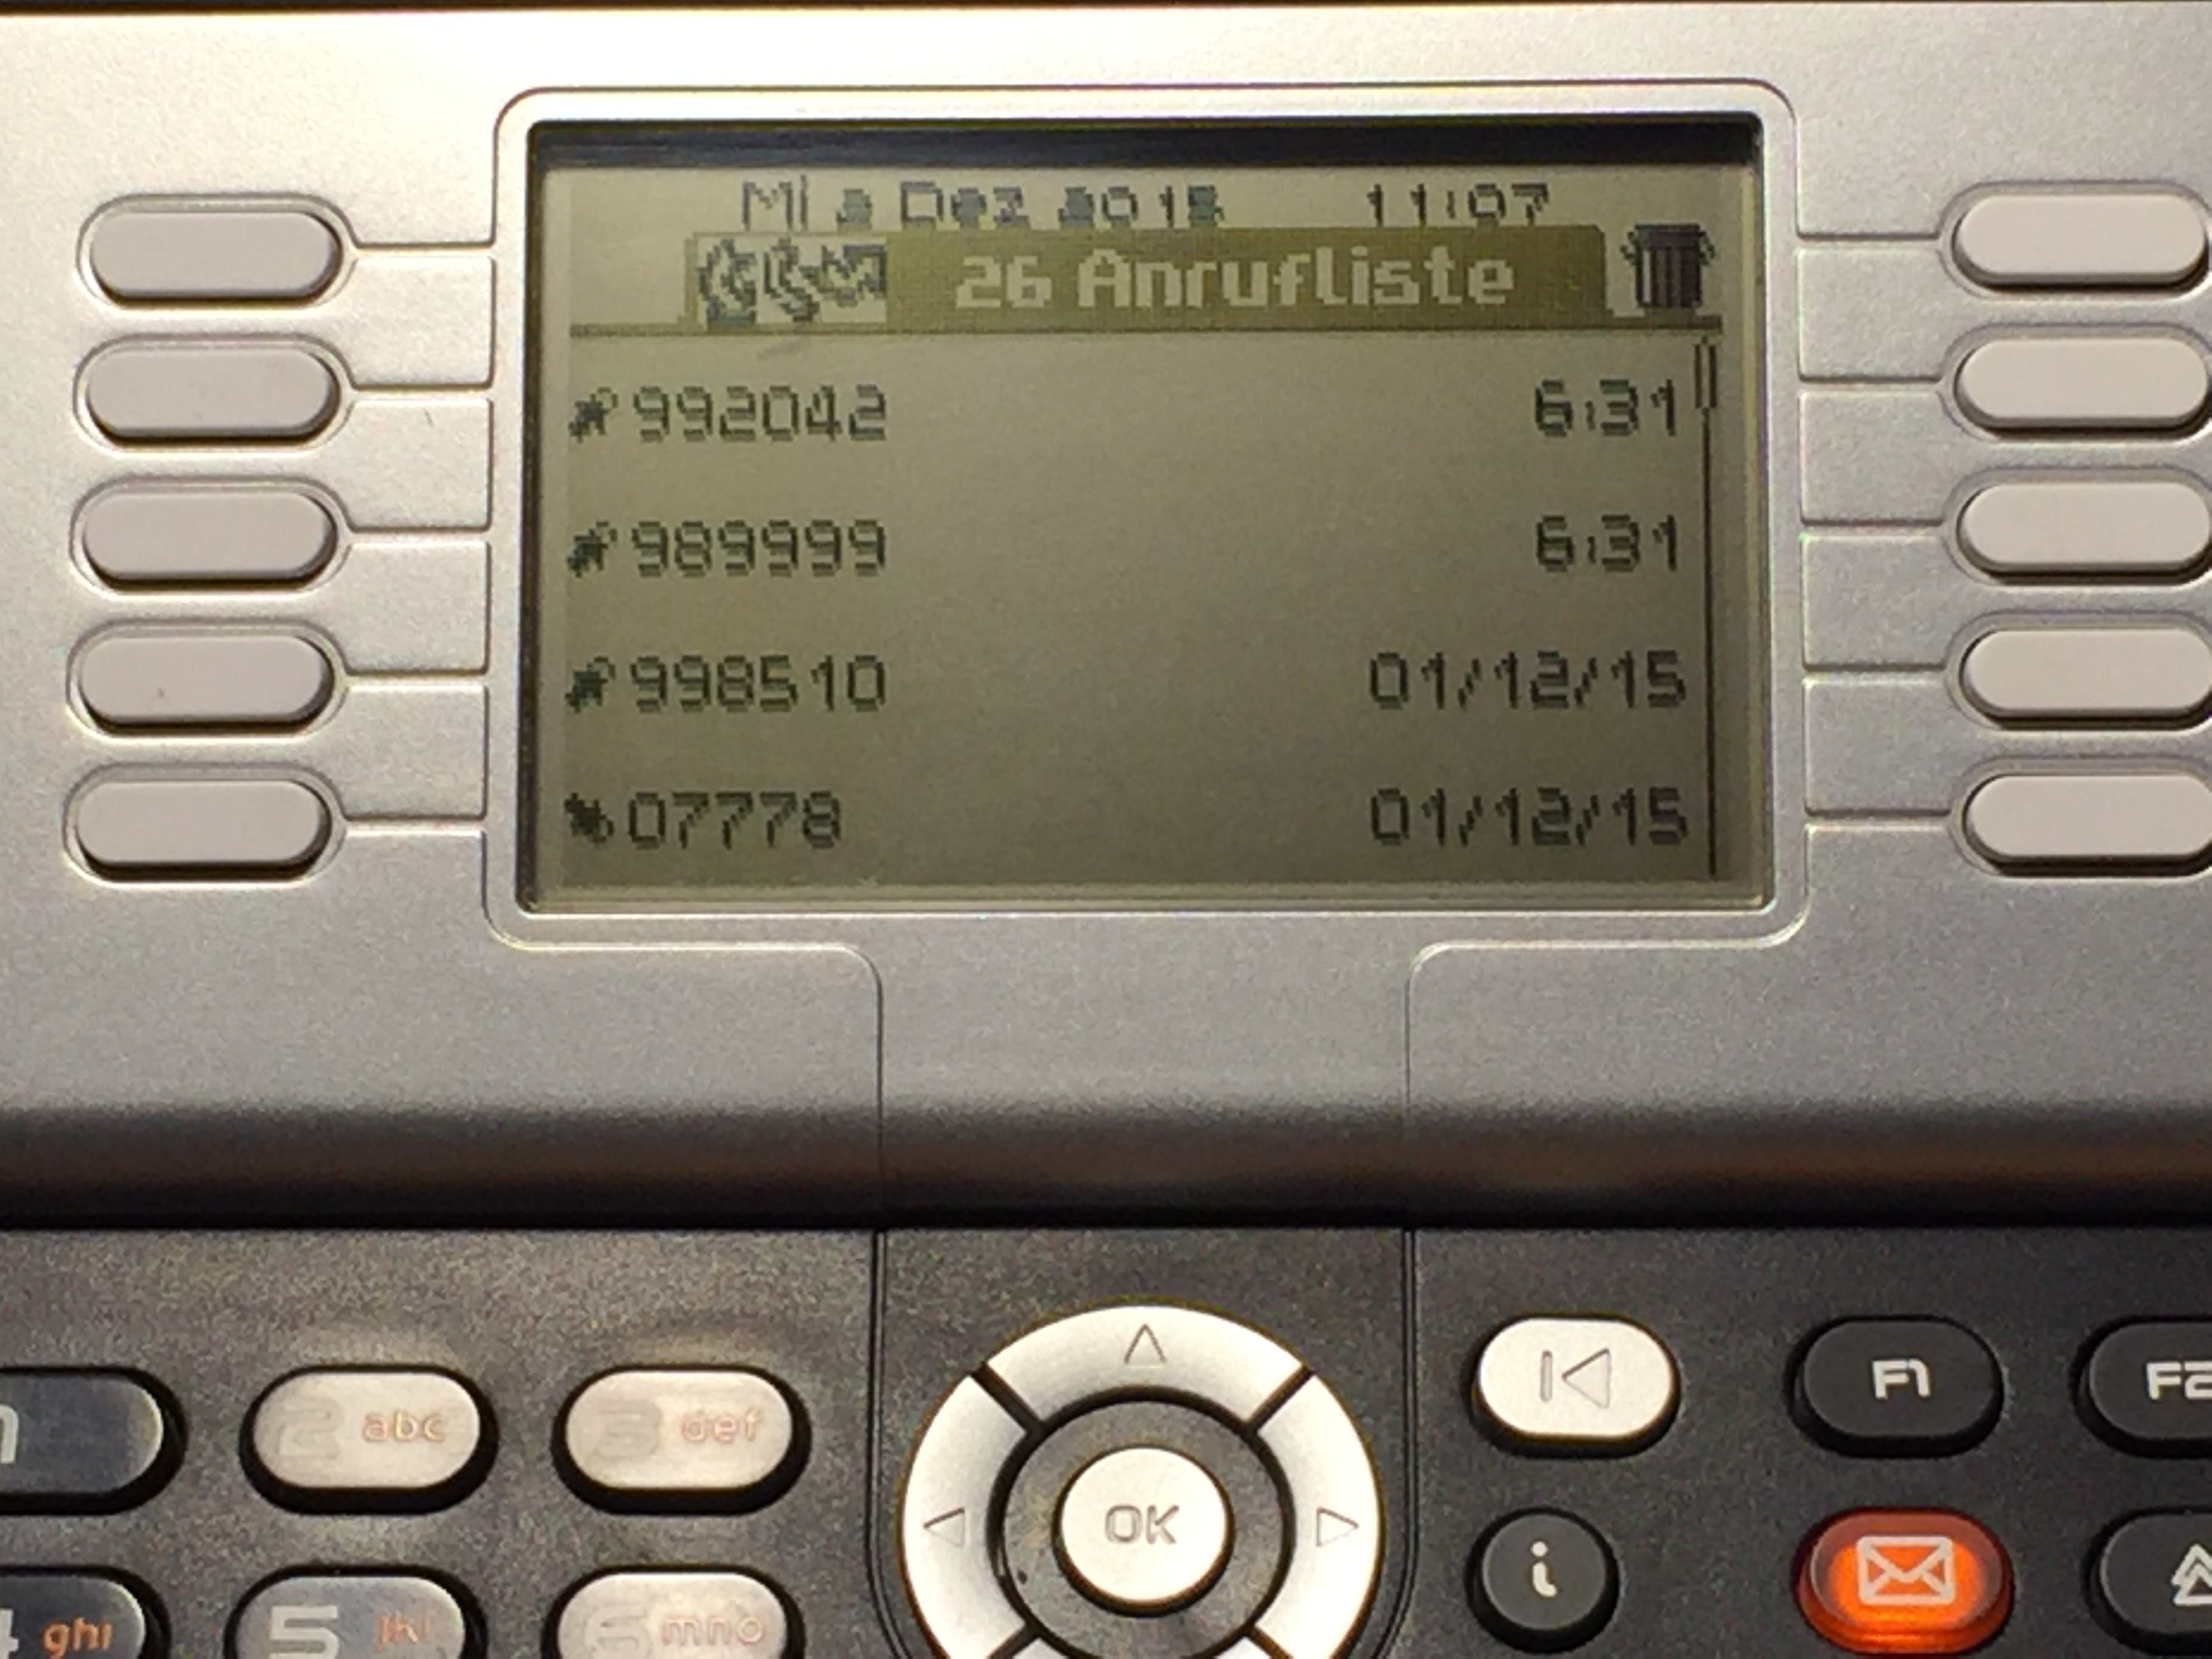 Mi 2 Dez 2015 11:07
26 Anrufliste
992042 6:31
989999 6:31
998510 01/12/15
07778 01/12/15
2 abc 3 def
OK
F1 F2
i
4 ghi 5 jkl 6 mno